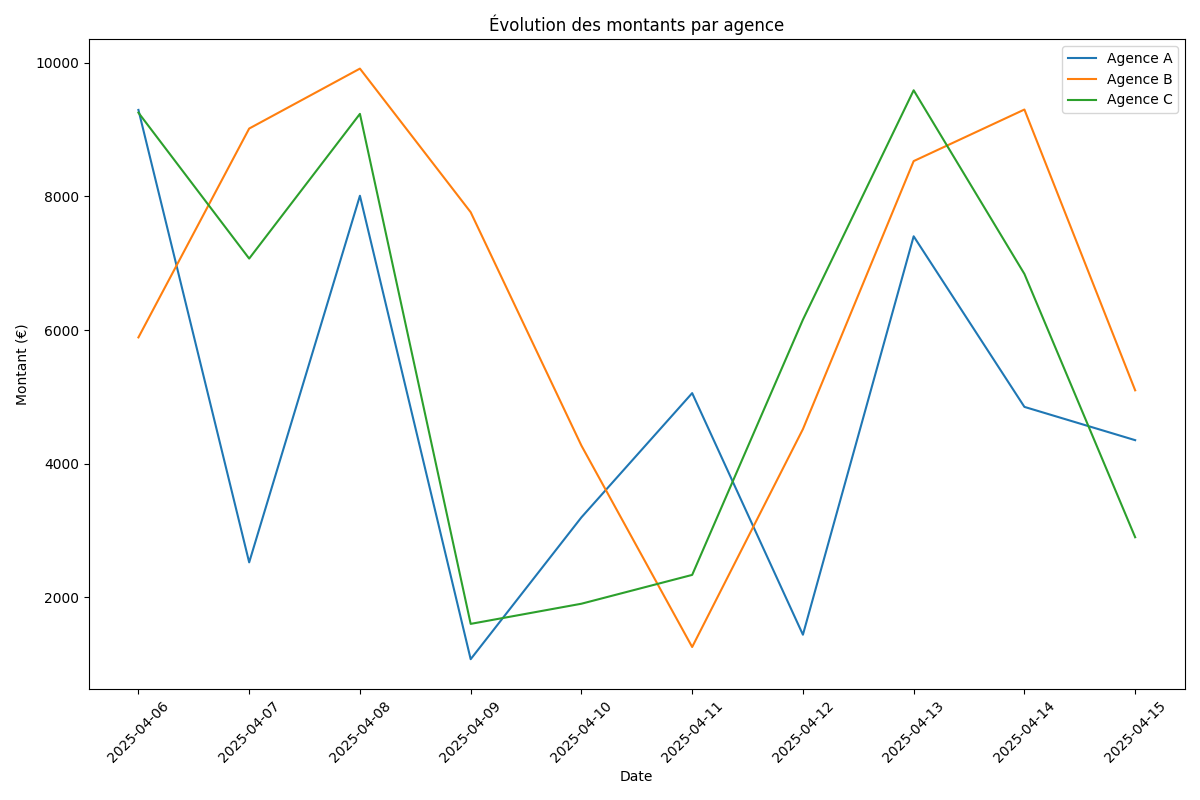 Évolution des montants par agence
Agence A
Agence B
Agence C
Montant (€)
10000
8000
6000
4000
2000
2025-04-06
2025-04-07
2025-04-08
2025-04-09
2025-04-10
2025-04-11
2025-04-12
2025-04-13
2025-04-14
2025-04-15
Date